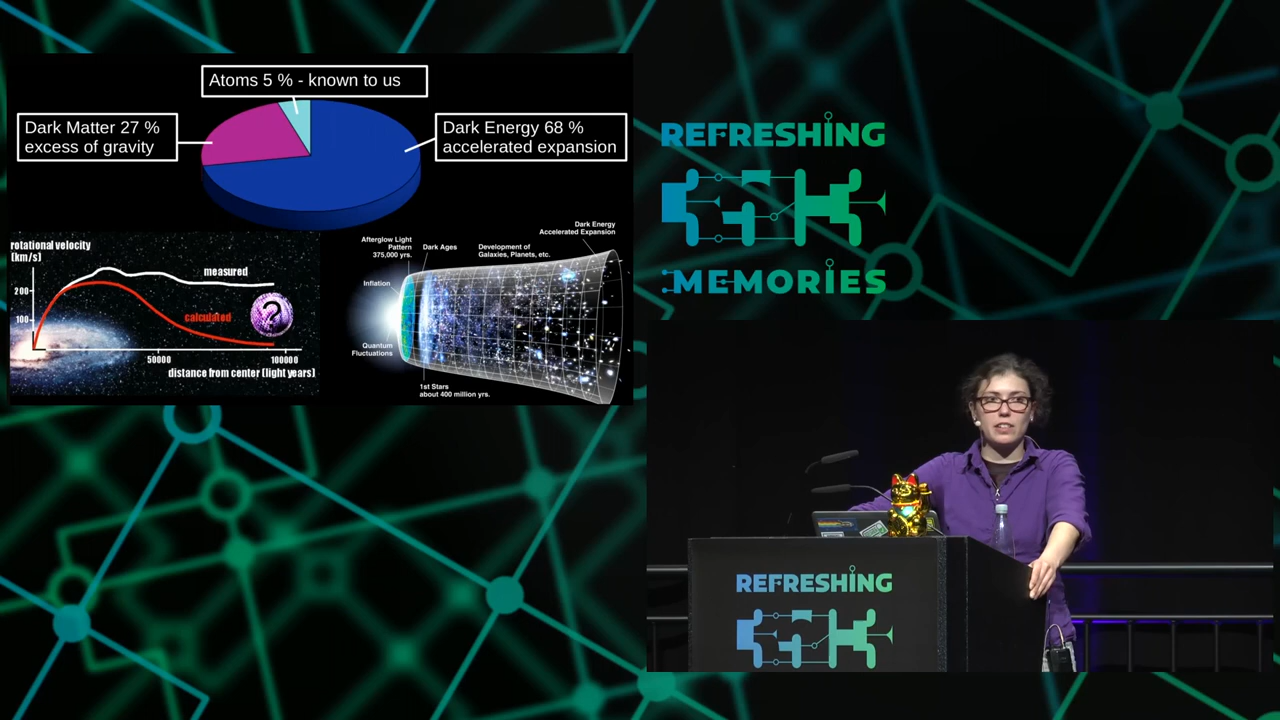 Atoms 5 % - known to us
Dark Matter 27 %
excess of gravity
Dark Energy 68 %
accelerated expansion
rotational velocity
(km/s)
200
100
measured
calculated
?
50000
100000
distance from center (light years)
Afterglow Light
Pattern
375,000 yrs.
Dark Ages
Development of
Galaxies, Planets, etc.
Dark Energy
Accelerated Expansion
Inflation
Quantum
Fluctuations
1st Stars
about 400 million yrs.
REFRESHING
MEMORIES
REFRESHING